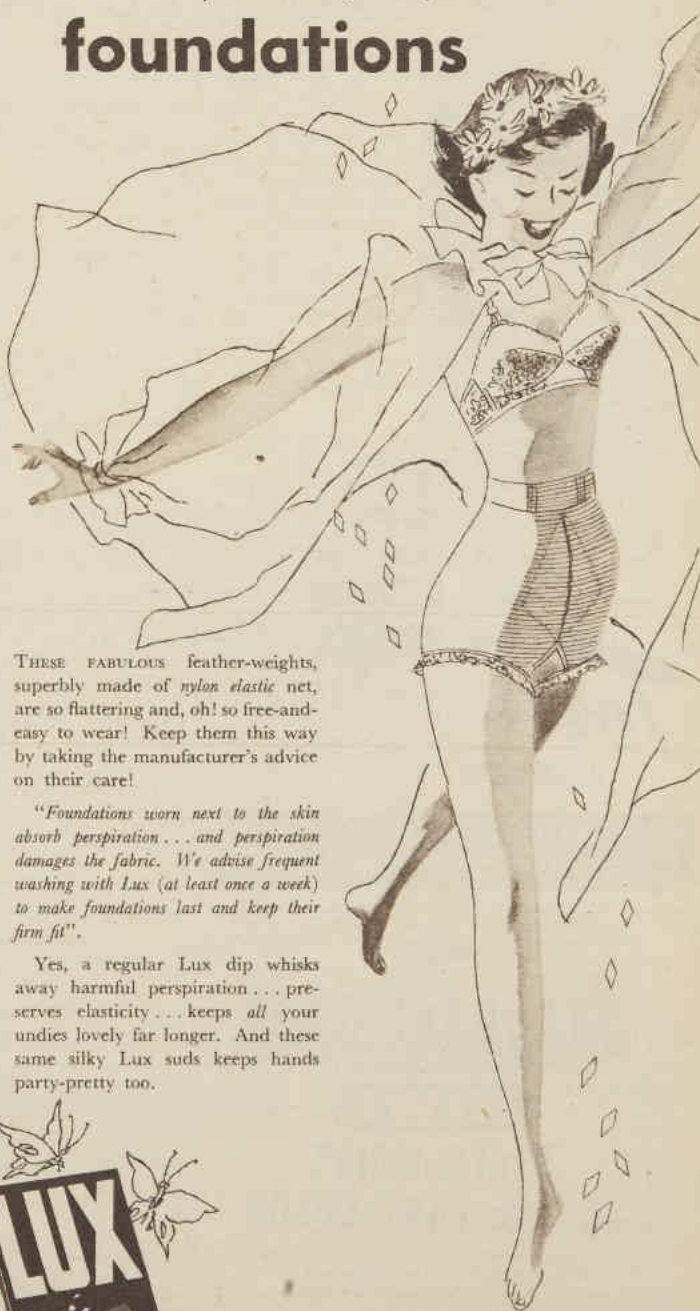 foundations
THESE FABULOUS feather-weights,
superbly made of nylon elastic net,
are so flattering and, oh! so free-and-
easy to wear! Keep them this way
by taking the manufacturer's advice
on their care!
"Foundations worn next to the skin
absorb perspiration . . . and perspiration
damages the fabric. We advise frequent
washing with Lux (at least once a week)
to make foundations last and keep their
firm fit".
Yes, a regular Lux dip whisks
away harmful perspiration . . . pre-
serves elasticity . . . keeps all your
undies lovely far longer. And these
same silky Lux suds keeps hands
party-pretty too.
LUX